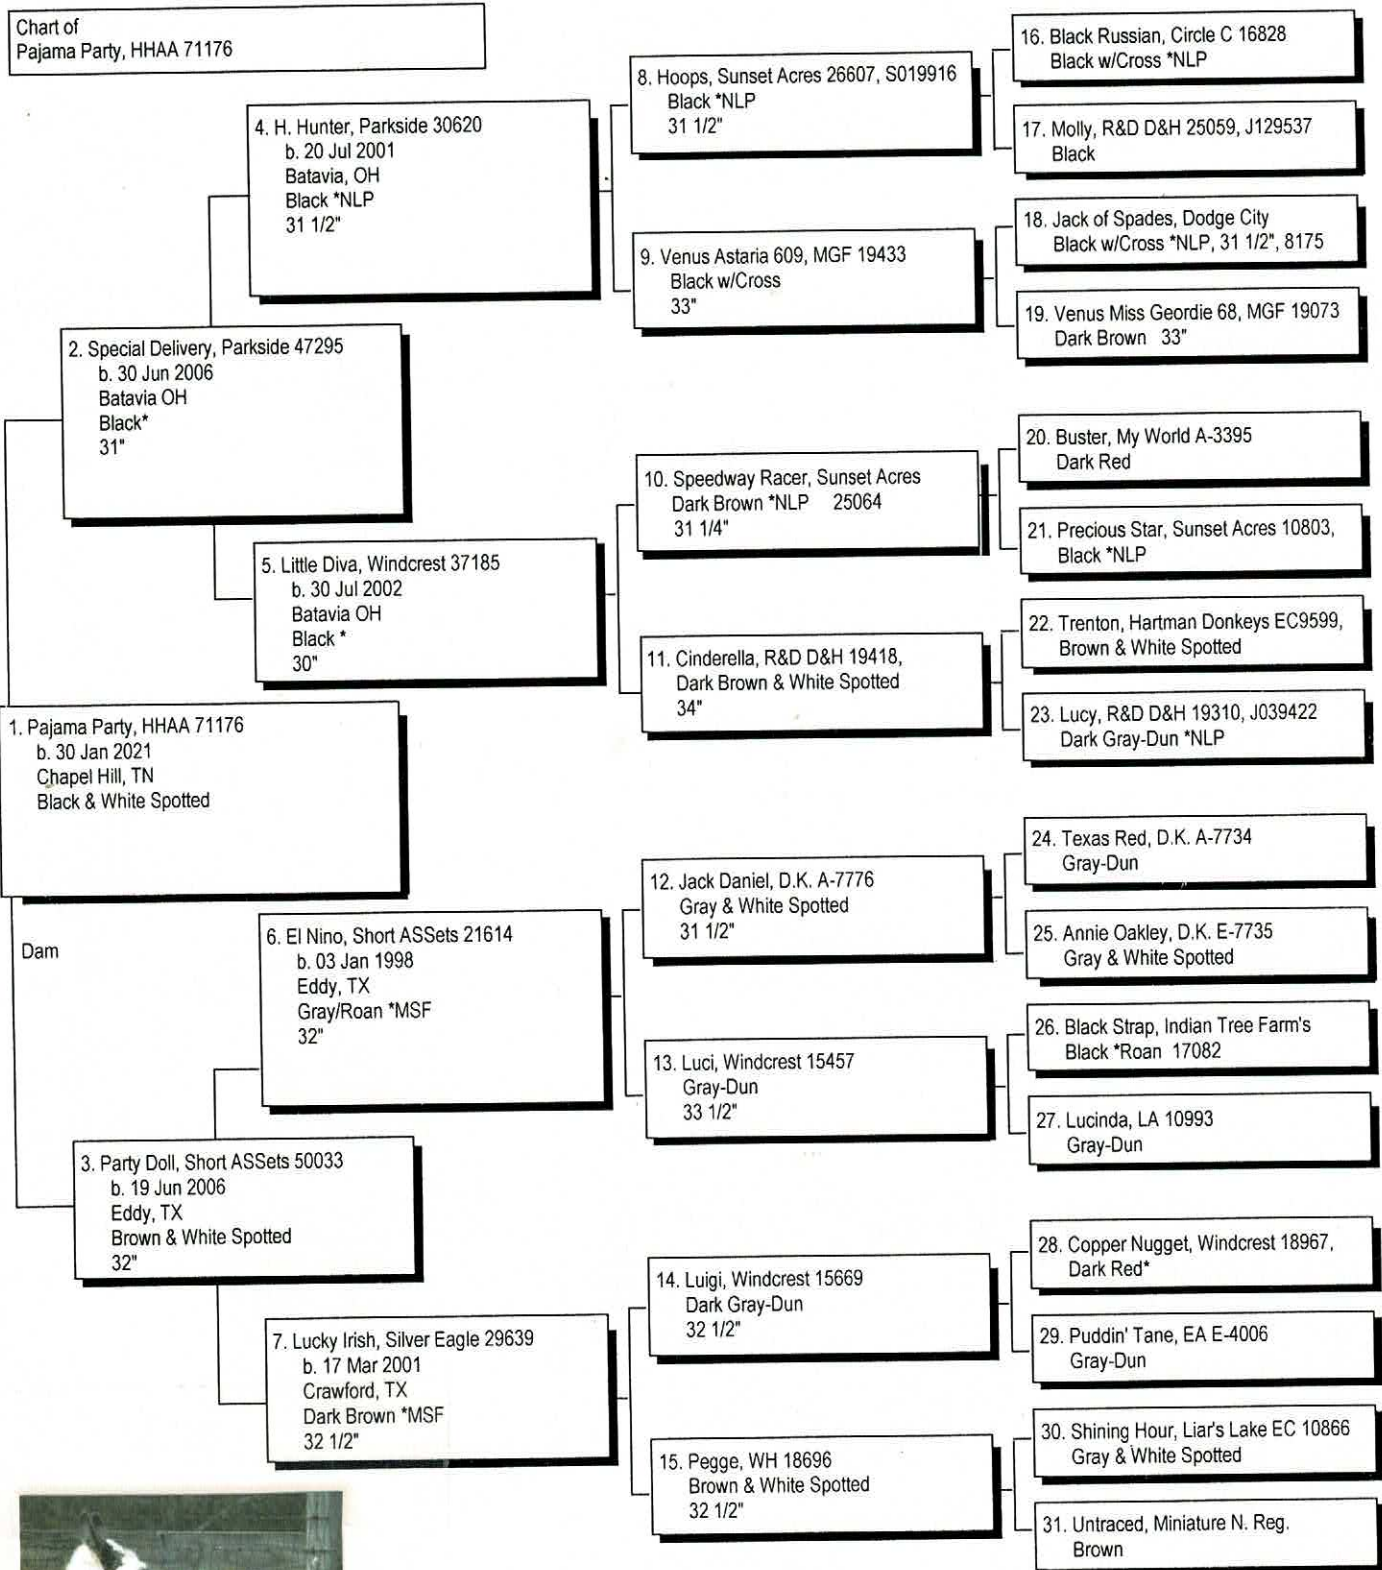 Chart of
Pajama Party, HHAA 71176
1. Pajama Party, HHAA 71176
b. 30 Jan 2021
Chapel Hill, TN
Black & White Spotted
Dam
2. Special Delivery, Parkside 47295
b. 30 Jun 2006
Batavia OH
Black*
31"
3. Party Doll, Short ASSets 50033
b. 19 Jun 2006
Eddy, TX
Brown & White Spotted
32"
4. H. Hunter, Parkside 30620
b. 20 Jul 2001
Batavia, OH
Black *NLP
31 1/2"
5. Little Diva, Windcrest 37185
b. 30 Jul 2002
Batavia OH
Black *
30"
6. El Nino, Short ASSets 21614
b. 03 Jan 1998
Eddy, TX
Gray/Roan *MSF
32"
7. Lucky Irish, Silver Eagle 29639
b. 17 Mar 2001
Crawford, TX
Dark Brown *MSF
32 1/2"
8. Hoops, Sunset Acres 26607, S019916
Black *NLP
31 1/2"
9. Venus Astaria 609, MGF 19433
Black w/Cross
33"
10. Speedway Racer, Sunset Acres
Dark Brown *NLP 25064
31 1/4"
11. Cinderella, R&D D&H 19418,
Dark Brown & White Spotted
34"
12. Jack Daniel, D.K. A-7776
Gray & White Spotted
31 1/2"
13. Luci, Windcrest 15457
Gray-Dun
33 1/2"
14. Luigi, Windcrest 15669
Dark Gray-Dun
32 1/2"
15. Pegge, WH 18696
Brown & White Spotted
32 1/2"
16. Black Russian, Circle C 16828
Black w/Cross *NLP
17. Molly, R&D D&H 25059, J129537
Black
18. Jack of Spades, Dodge City
Black w/Cross *NLP, 31 1/2", 8175
19. Venus Miss Geordie 68, MGF 19073
Dark Brown 33"
20. Buster, My World A-3395
Dark Red
21. Precious Star, Sunset Acres 10803,
Black *NLP
22. Trenton, Hartman Donkeys EC9599,
Brown & White Spotted
23. Lucy, R&D D&H 19310, J039422
Dark Gray-Dun *NLP
24. Texas Red, D.K. A-7734
Gray-Dun
25. Annie Oakley, D.K. E-7735
Gray & White Spotted
26. Black Strap, Indian Tree Farm's
Black *Roan 17082
27. Lucinda, LA 10993
Gray-Dun
28. Copper Nugget, Windcrest 18967,
Dark Red*
29. Puddin' Tane, EA E-4006
Gray-Dun
30. Shining Hour, Liar's Lake EC 10866
Gray & White Spotted
31. Untraced, Miniature N. Reg.
Brown